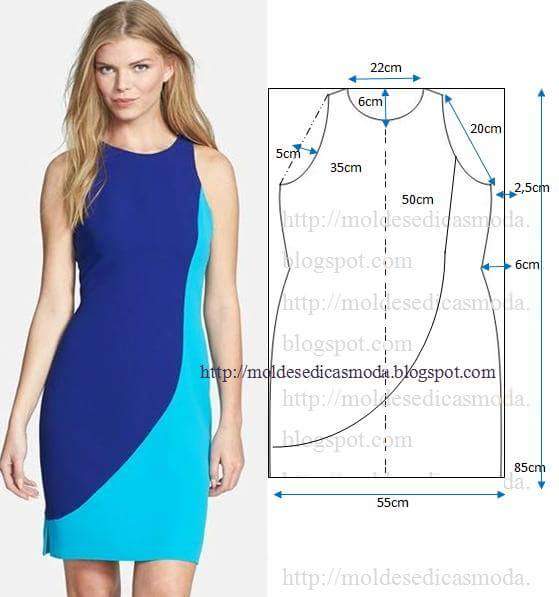 22cm
6cm
20cm
5cm
35cm
50cm
2,5cm
http://moldesedicasmoda.
blogspot.com
6cm
http://moldesedicasmoda.
blogspot.com
http://moldesedicasmoda.blogspot.com
http://moldesedicasmoda.
blogspot.com
85cm
http://moldesedicasmoda.
55cm
http://moldesedicasmoda.